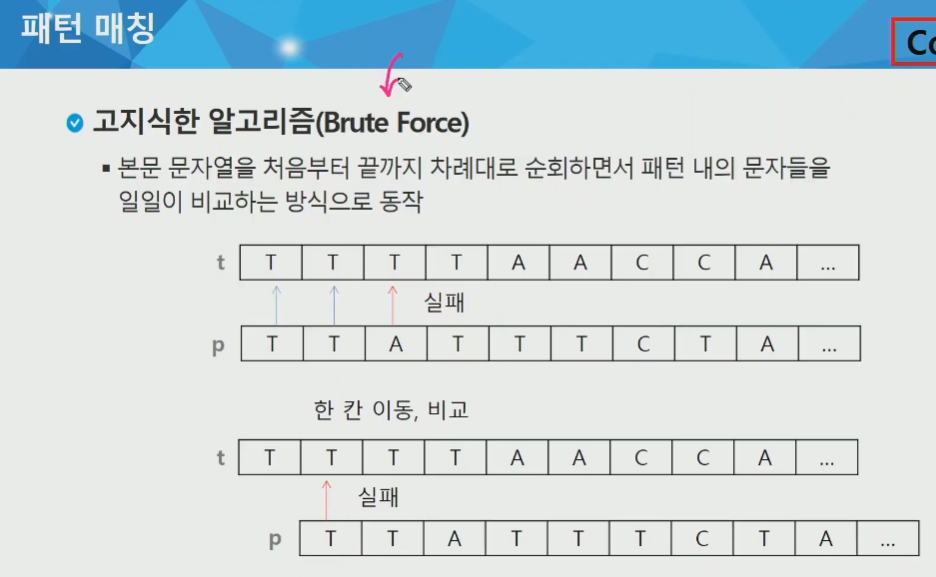 패턴 매칭
고지식한 알고리즘(Brute Force)
본문 문자열을 처음부터 끝까지 차례대로 순회하면서 패턴 내의 문자들을
일일이 비교하는 방식으로 동작
t T T T T A A C C A ...
실패
p T T A T T T C T A ...
한 칸 이동, 비교
t T T T T A A C C A ...
실패
p T T A T T T C T A ...